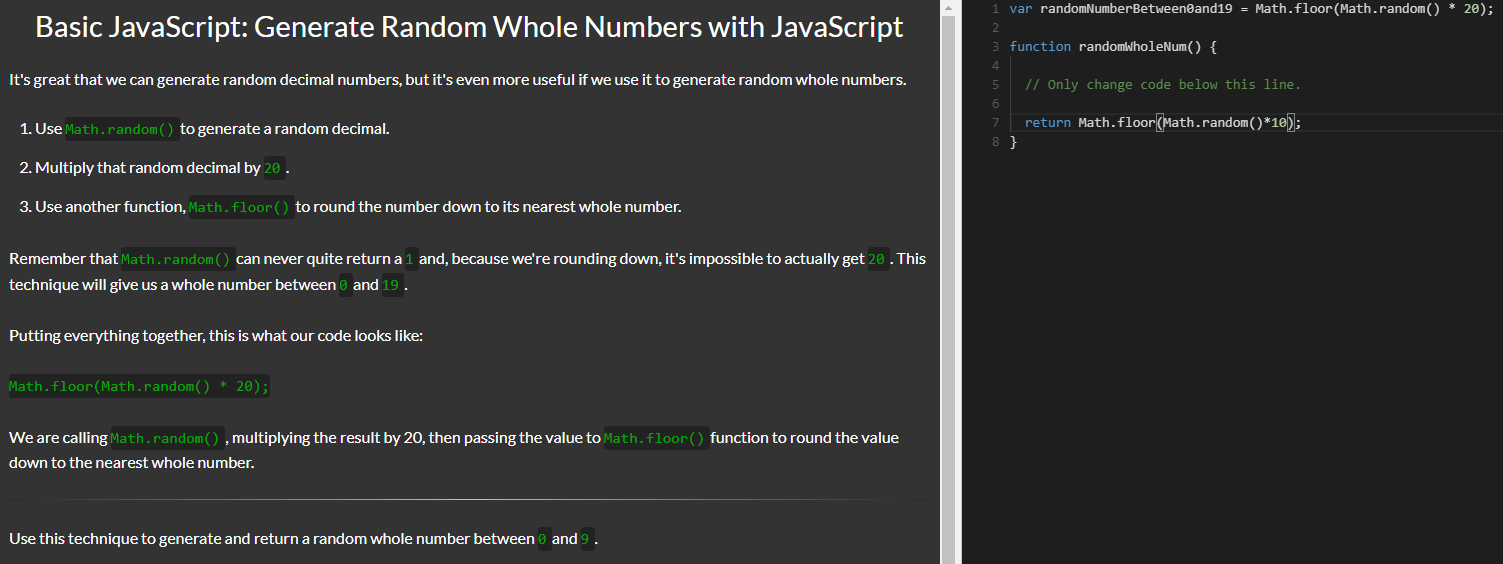 Basic JavaScript: Generate Random Whole Numbers with JavaScript
It's great that we can generate random decimal numbers, but it's even more useful if we use it to generate random whole numbers.
1. Use Math.random() to generate a random decimal.
2. Multiply that random decimal by 20 .
3. Use another function, Math.floor() to round the number down to its nearest whole number.
Remember that Math.random() can never quite return a 1 and, because we're rounding down, it's impossible to actually get 20 . This
technique will give us a whole number between 0 and 19 .
Putting everything together, this is what our code looks like:
Math.floor(Math.random() * 20);
We are calling Math.random() , multiplying the result by 20, then passing the value to Math.floor() function to round the value
down to the nearest whole number.
Use this technique to generate and return a random whole number between 0 and 9 .
1 var randomNumberBetween0and19 = Math.floor(Math.random() * 20);
2
3 function randomWholeNum() {
4
5 // Only change code below this line.
6
7 return Math.floor(Math.random()*10);
8 }